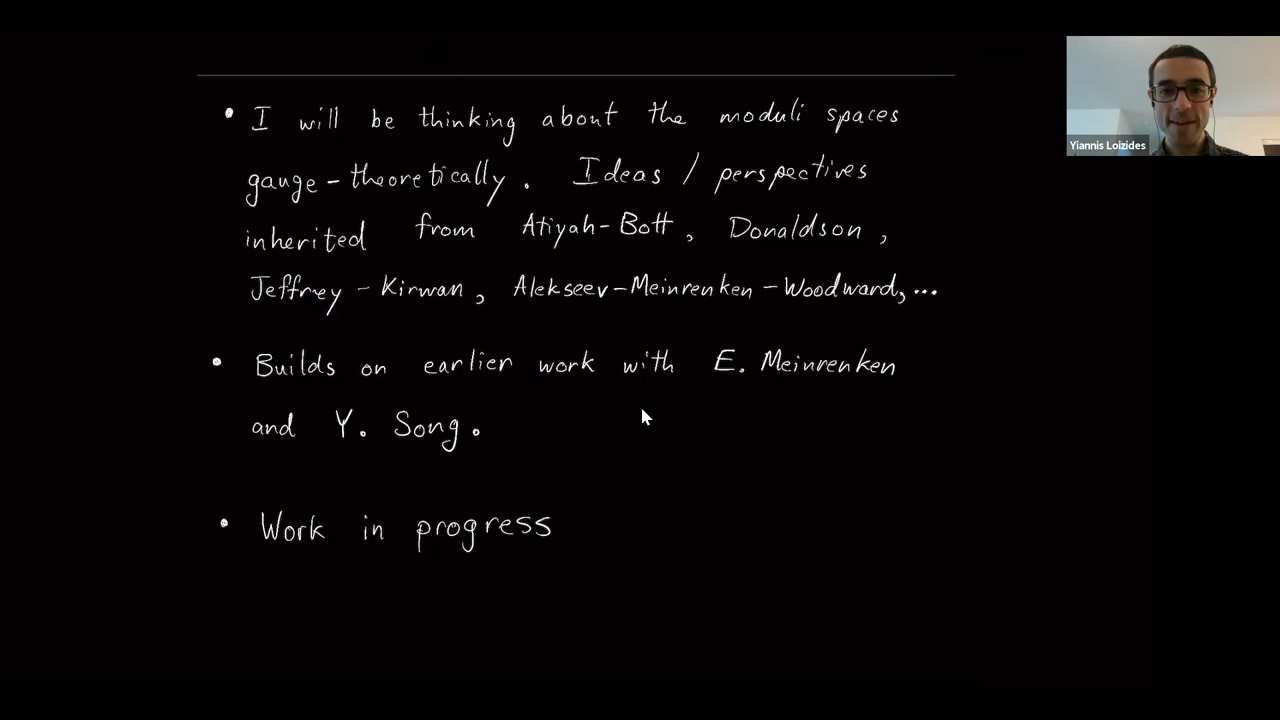 • I will be thinking about the moduli spaces
gauge-theoretically. Ideas / perspectives
inherited from Atiyah-Bott, Donaldson,
Jeffrey-Kirwan, Alekseev-Meinrenken-Woodward, ...
• Builds on earlier work with E. Meinrenken
and Y. Song.
• Work in progress
Yiannis Loizides